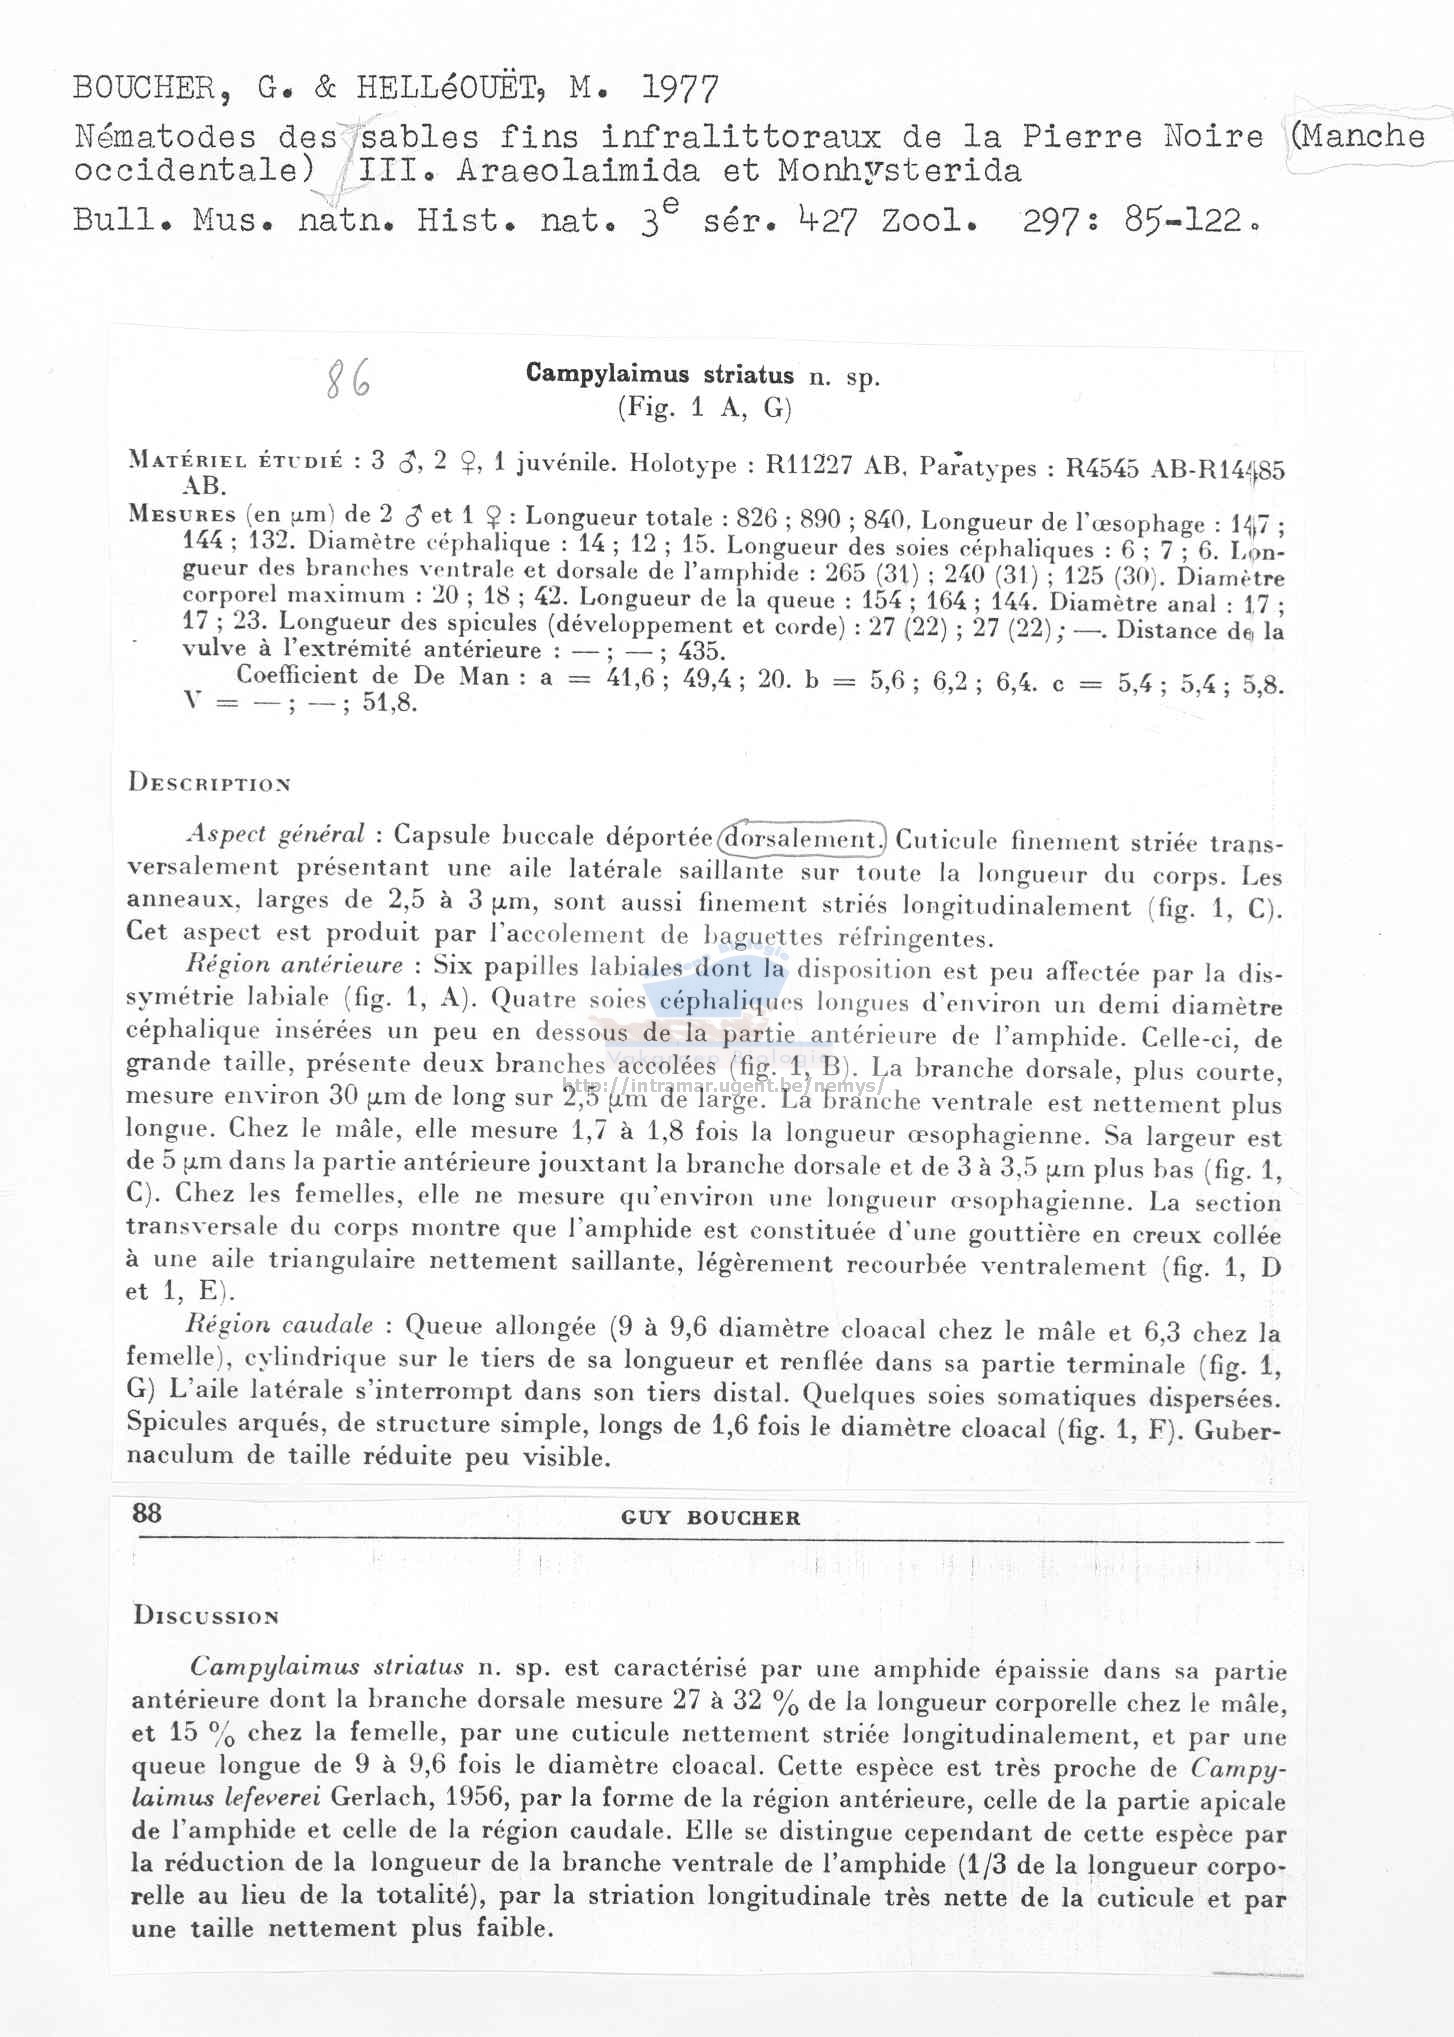 BOUCHER, G. & HELLéOUËT, M. 1977
Nématodes des sables fins infralittoraux de la Pierre Noire (Manche
occidentale) III. Araeolaimida et Monhysterida
Bull. Mus. natn. Hist. nat. 3e sér. 427 Zool. 297: 85-122.
86
Campylaimus striatus n. sp.
(Fig. 1 A, G)
MATÉRIEL ÉTUDIÉ : 3 ♂, 2 ♀, 1 juvénile. Holotype : R11227 AB, Paratypes : R4545 AB-R14485
AB.
MESURES (en µm) de 2 ♂ et 1 ♀ : Longueur totale : 826 ; 890 ; 840, Longueur de l'œsophage : 147 ;
144 ; 132. Diamètre céphalique : 14 ; 12 ; 15. Longueur des soies céphaliques : 6 ; 7 ; 6. Lon-
gueur des branches ventrale et dorsale de l'amphide : 265 (31) ; 240 (31) ; 125 (30). Diamètre
corporel maximum : 20 ; 18 ; 42. Longueur de la queue : 154 ; 164 ; 144. Diamètre anal : 17 ;
17 ; 23. Longueur des spicules (développement et corde) : 27 (22) ; 27 (22) ; —. Distance de la
vulve à l'extrémité antérieure : — ; — ; 435.
Coefficient de De Man : a = 41,6 ; 49,4 ; 20. b = 5,6 ; 6,2 ; 6,4. c = 5,4 ; 5,4 ; 5,8.
V = — ; — ; 51,8.
DESCRIPTION
Aspect général : Capsule buccale déportée dorsalement. Cuticule finement striée trans-
versalement présentant une aile latérale saillante sur toute la longueur du corps. Les
anneaux, larges de 2,5 à 3 µm, sont aussi finement striés longitudinalement (fig. 1, C).
Cet aspect est produit par l'accolement de baguettes réfringentes.
Région antérieure : Six papilles labiales dont la disposition est peu affectée par la dis-
symétrie labiale (fig. 1, A). Quatre soies céphaliques longues d'environ un demi diamètre
céphalique insérées un peu en dessous de la partie antérieure de l'amphide. Celle-ci, de
grande taille, présente deux branches accolées (fig. 1, B). La branche dorsale, plus courte,
Vakgroep Biologie
http://intramar.ugent.be/nemys/
mesure environ 30 µm de long sur 2,5 µm de large. La branche ventrale est nettement plus
longue. Chez le mâle, elle mesure 1,7 à 1,8 fois la longueur œsophagienne. Sa largeur est
de 5 µm dans la partie antérieure jouxtant la branche dorsale et de 3 à 3,5 µm plus bas (fig. 1,
C). Chez les femelles, elle ne mesure qu'environ une longueur œsophagienne. La section
transversale du corps montre que l'amphide est constituée d'une gouttière en creux collée
à une aile triangulaire nettement saillante, légèrement recourbée ventralement (fig. 1, D
et 1, E).
Région caudale : Queue allongée (9 à 9,6 diamètre cloacal chez le mâle et 6,3 chez la
femelle), cylindrique sur le tiers de sa longueur et renflée dans sa partie terminale (fig. 1,
G) L'aile latérale s'interrompt dans son tiers distal. Quelques soies somatiques dispersées.
Spicules arqués, de structure simple, longs de 1,6 fois le diamètre cloacal (fig. 1, F). Guber-
naculum de taille réduite peu visible.
88 GUY BOUCHER
DISCUSSION
Campylaimus striatus n. sp. est caractérisé par une amphide épaissie dans sa partie
antérieure dont la branche dorsale mesure 27 à 32 % de la longueur corporelle chez le mâle,
et 15 % chez la femelle, par une cuticule nettement striée longitudinalement, et par une
queue longue de 9 à 9,6 fois le diamètre cloacal. Cette espèce est très proche de Campy-
laimus lefeverei Gerlach, 1956, par la forme de la région antérieure, celle de la partie apicale
de l'amphide et celle de la région caudale. Elle se distingue cependant de cette espèce par
la réduction de la longueur de la branche ventrale de l'amphide (1/3 de la longueur corpo-
relle au lieu de la totalité), par la striation longitudinale très nette de la cuticule et par
une taille nettement plus faible.